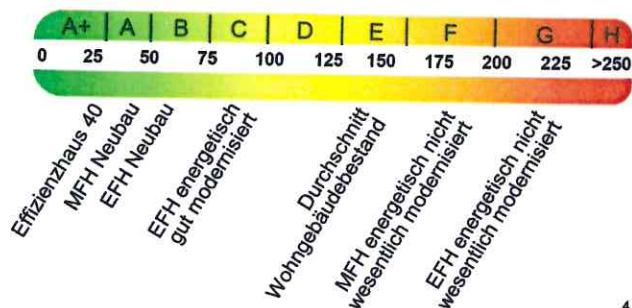 A+ A B C D E F G H
0 25 50 75 100 125 150 175 200 225 >250
Effizienzhaus 40
MFH Neubau
EFH Neubau
EFH energetisch
gut modernisiert
Durchschnitt
Wohngebäudebestand
MFH energetisch nicht
wesentlich modernisiert
EFH energetisch nicht
wesentlich modernisiert